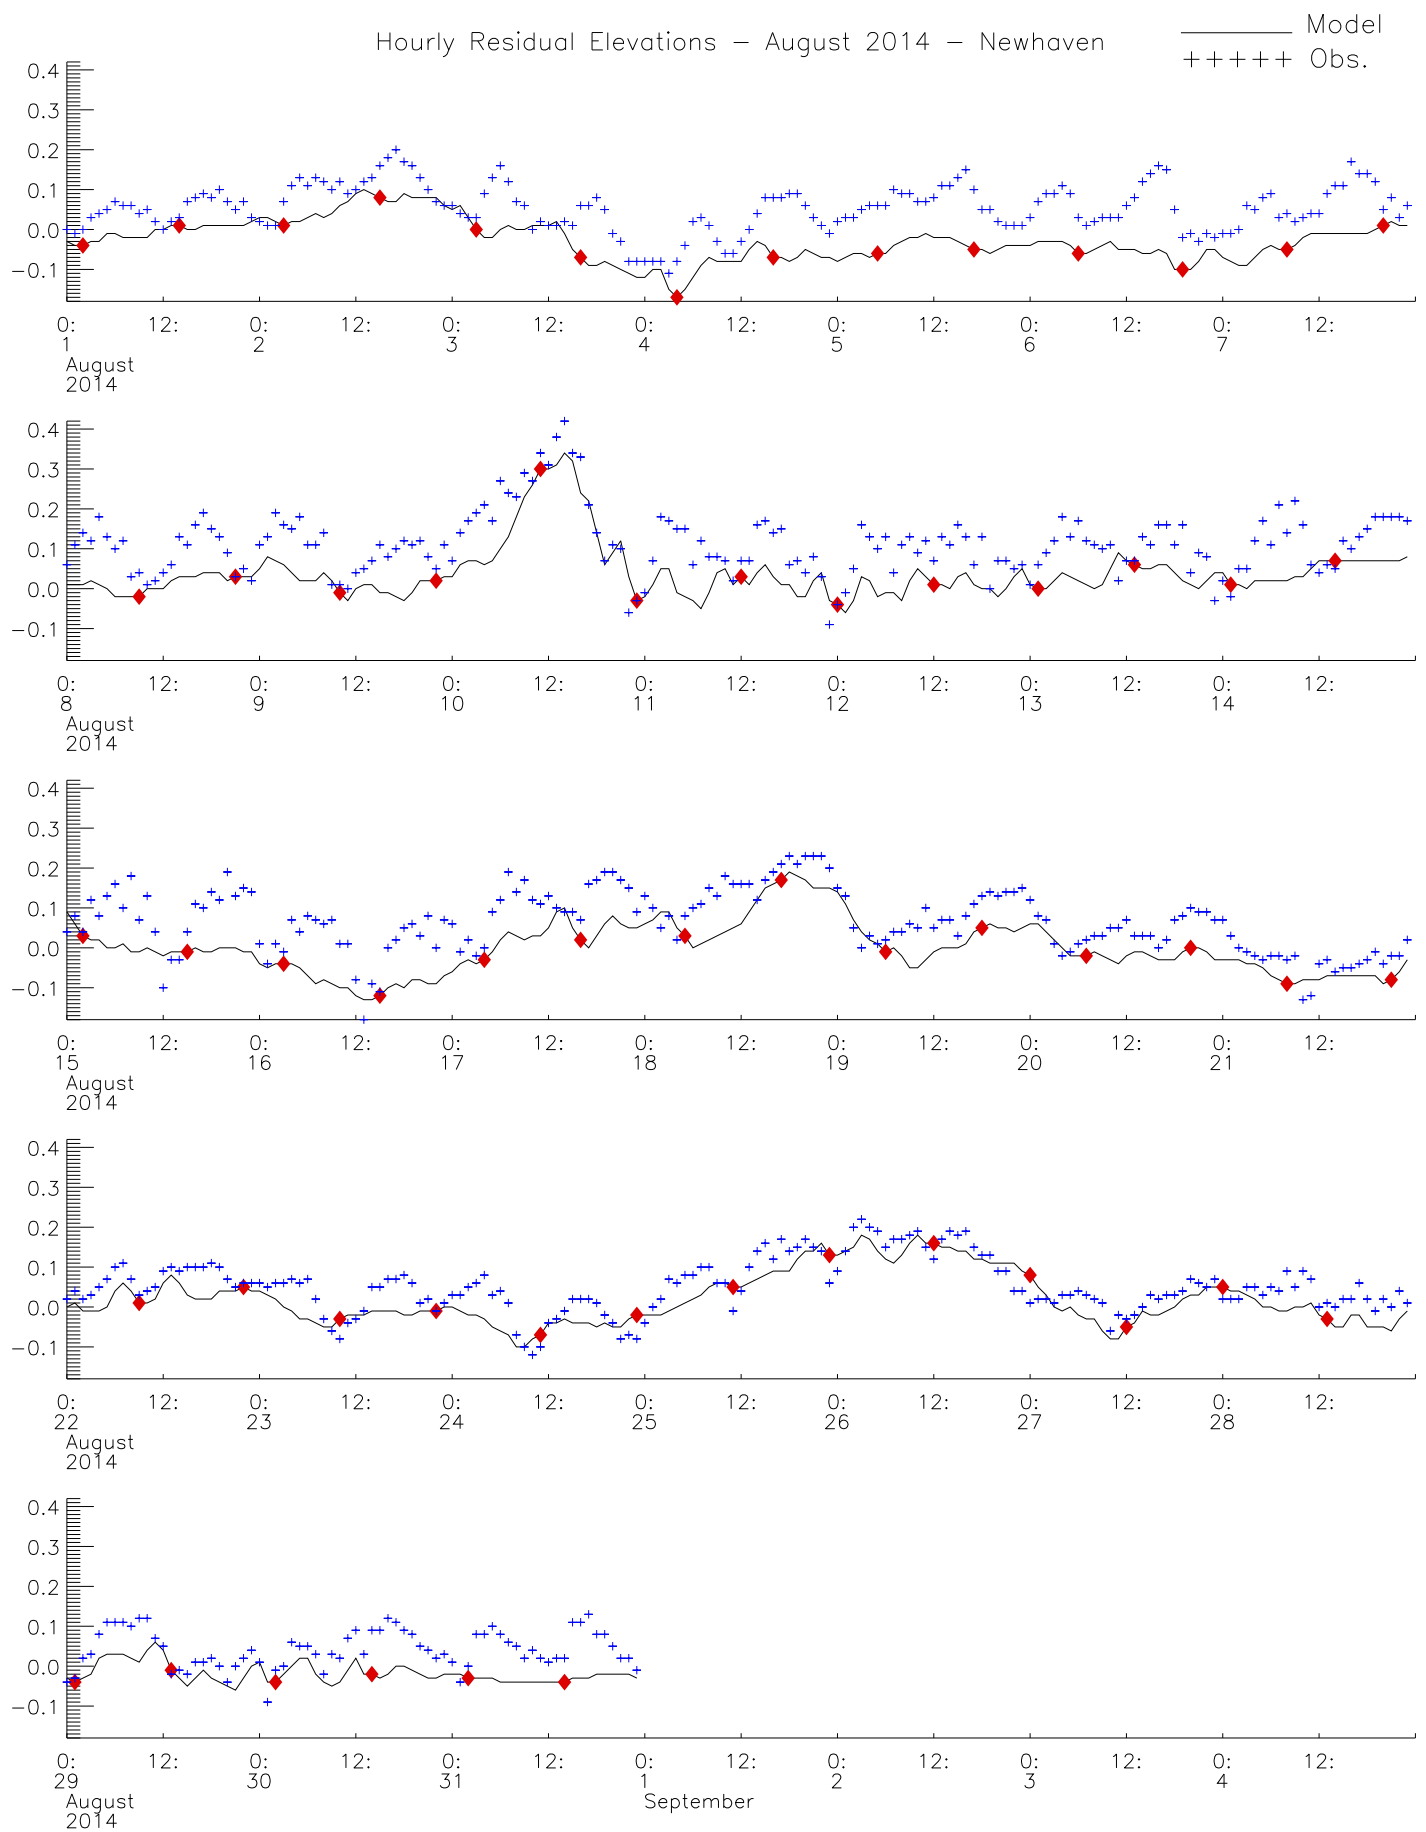 Hourly Residual Elevations – August 2014 – Newhaven
Model
+++++ Obs.
0.4
0.3
0.2
0.1
0.0
−0.1
0: 12: 0: 12: 0: 12: 0: 12: 0: 12: 0: 12: 0: 12:
1 2 3 4 5 6 7
August
2014
0.4
0.3
0.2
0.1
0.0
−0.1
0: 12: 0: 12: 0: 12: 0: 12: 0: 12: 0: 12: 0: 12:
8 9 10 11 12 13 14
August
2014
0.4
0.3
0.2
0.1
0.0
−0.1
0: 12: 0: 12: 0: 12: 0: 12: 0: 12: 0: 12: 0: 12:
15 16 17 18 19 20 21
August
2014
0.4
0.3
0.2
0.1
0.0
−0.1
0: 12: 0: 12: 0: 12: 0: 12: 0: 12: 0: 12: 0: 12:
22 23 24 25 26 27 28
August
2014
0.4
0.3
0.2
0.1
0.0
−0.1
0: 12: 0: 12: 0: 12: 0: 12: 0: 12: 0: 12: 0: 12:
29 30 31 1 2 3 4
August September
2014